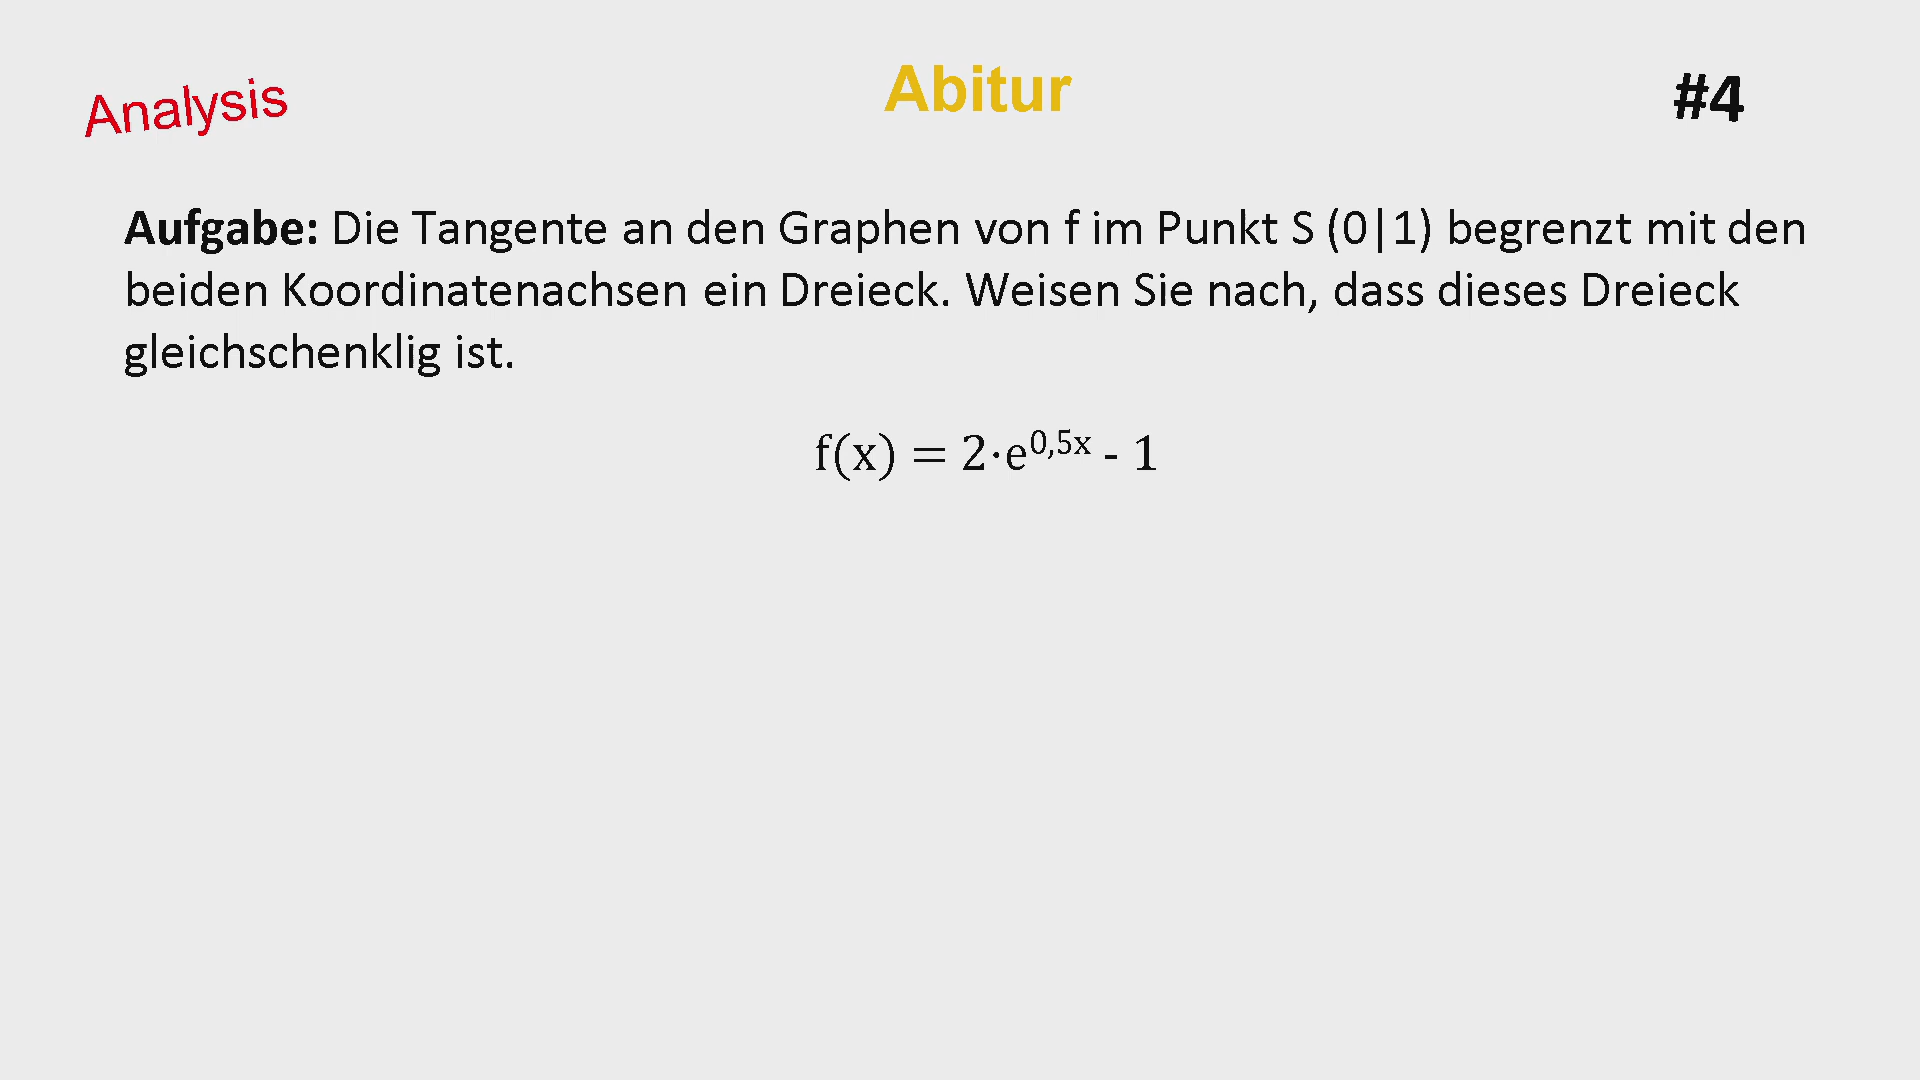 Analysis
Abitur
#4
Aufgabe: Die Tangente an den Graphen von f im Punkt S (0|1) begrenzt mit den
beiden Koordinatenachsen ein Dreieck. Weisen Sie nach, dass dieses Dreieck
gleichschenklig ist.
f(x) = 2·e^{0,5x} - 1